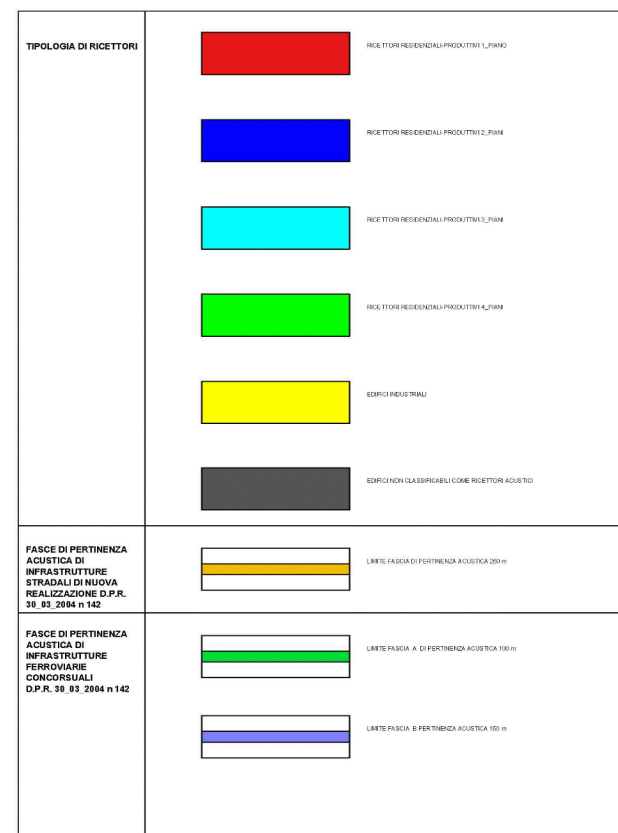 TIPOLOGIA DI RICETTORI
RICETTORI RESIDENZIALI-PRODUTTIVI 1_PIANO
RICETTORI RESIDENZIALI-PRODUTTIVI 2_PIANI
RICETTORI RESIDENZIALI-PRODUTTIVI 3_PIANI
RICETTORI RESIDENZIALI-PRODUTTIVI 4_PIANI
EDIFICI INDUSTRIALI
EDIFICI NON CLASSIFICABILI COME RICETTORI ACUSTICI
FASCE DI PERTINENZA
ACUSTICA DI
INFRASTRUTTURE
STRADALI DI NUOVA
REALIZZAZIONE D.P.R.
30_03_2004 n 142
LIMITE FASCIA DI PERTINENZA ACUSTICA 250 m
FASCE DI PERTINENZA
ACUSTICA DI
INFRASTRUTTURE
FERROVIARIE
CONCORSUALI
D.P.R. 30_03_2004 n 142
LIMITE FASCIA A DI PERTINENZA ACUSTICA 100 m
LIMITE FASCIA B PERTINENZA ACUSTICA 150 m